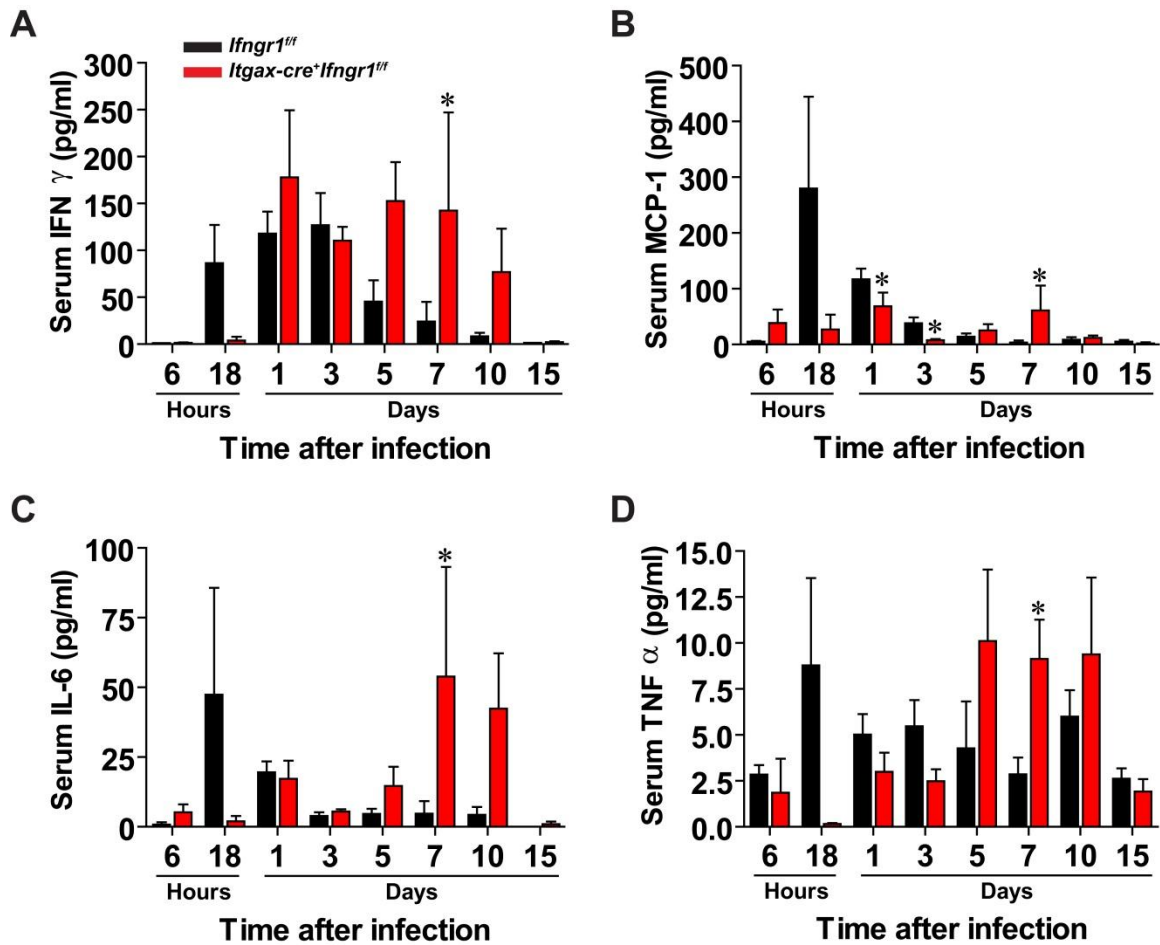 A
Ifngr1f/f
Itgax-cre+Ifngr1f/f
Serum IFN γ (pg/ml)
300
250
200
150
100
50
0
*
6 18 1 3 5 7 10 15
Hours Days
Time after infection
B
Serum MCP-1 (pg/ml)
500
400
300
200
100
0
* * *
6 18 1 3 5 7 10 15
Hours Days
Time after infection
C
Serum IL-6 (pg/ml)
100
75
50
25
0
*
6 18 1 3 5 7 10 15
Hours Days
Time after infection
D
Serum TNF α (pg/ml)
15.0
12.5
10.0
7.5
5.0
2.5
0.0
*
6 18 1 3 5 7 10 15
Hours Days
Time after infection